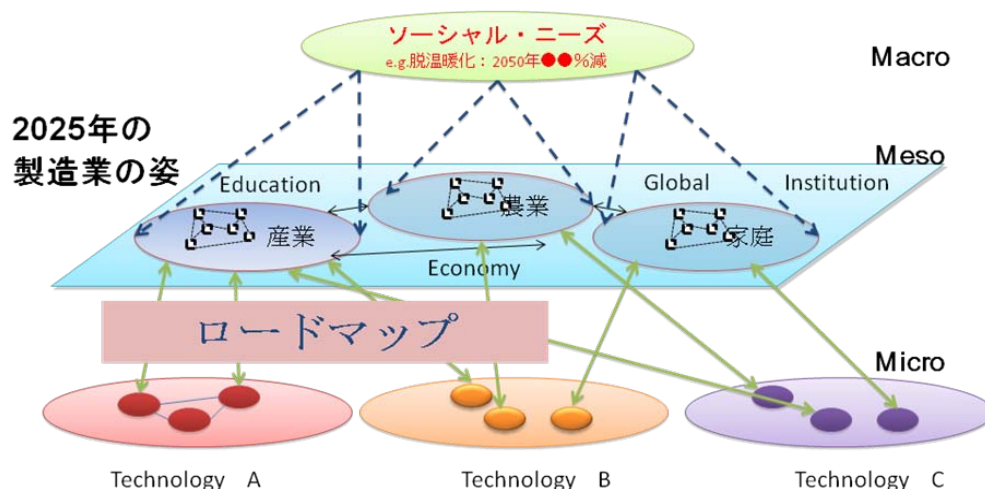 ソーシャル・ニーズ
e.g.脱温暖化：2050年●●％減
Macro
2025年の
製造業の姿
Meso
Education
Global
Institution
農業
産業
家庭
Economy
ロードマップ
Micro
Technology A
Technology B
Technology C